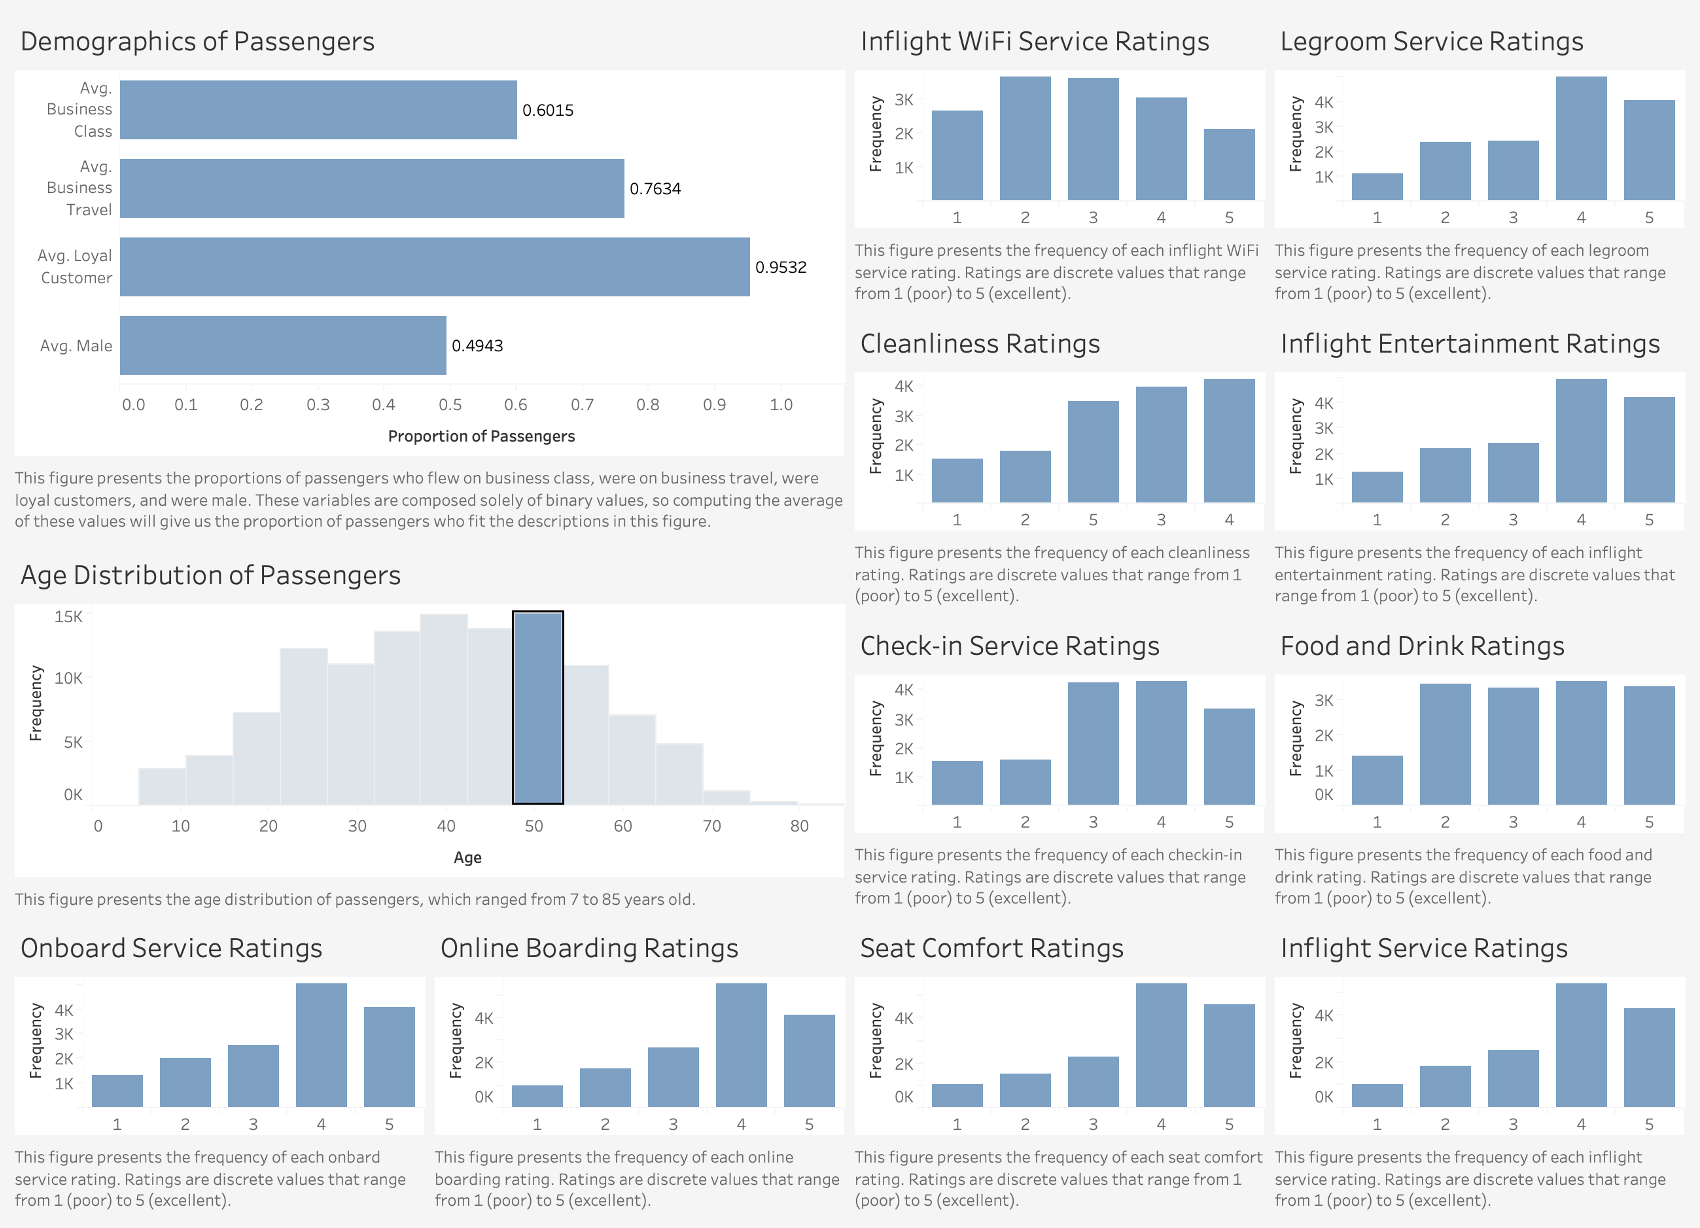 Demographics of Passengers
Avg.
Business
Class
0.6015
Avg.
Business
Travel
0.7634
Avg. Loyal
Customer
0.9532
Avg. Male
0.4943
0.0 0.1 0.2 0.3 0.4 0.5 0.6 0.7 0.8 0.9 1.0
Proportion of Passengers
This figure presents the proportions of passengers who flew on business class, were on business travel, were
loyal customers, and were male. These variables are composed solely of binary values, so computing the average
of these values will give us the proportion of passengers who fit the descriptions in this figure.
Inflight WiFi Service Ratings
Frequency
3K
2K
1K
1 2 3 4 5
This figure presents the frequency of each inflight WiFi
service rating. Ratings are discrete values that range
from 1 (poor) to 5 (excellent).
Legroom Service Ratings
Frequency
4K
3K
2K
1K
1 2 3 4 5
This figure presents the frequency of each legroom
service rating. Ratings are discrete values that range
from 1 (poor) to 5 (excellent).
Cleanliness Ratings
Frequency
4K
3K
2K
1K
1 2 5 3 4
This figure presents the frequency of each cleanliness
rating. Ratings are discrete values that range from 1
(poor) to 5 (excellent).
Inflight Entertainment Ratings
Frequency
4K
3K
2K
1K
1 2 3 4 5
This figure presents the frequency of each inflight
entertainment rating. Ratings are discrete values that
range from 1 (poor) to 5 (excellent).
Age Distribution of Passengers
Frequency
15K
10K
5K
0K
0 10 20 30 40 50 60 70 80
Age
This figure presents the age distribution of passengers, which ranged from 7 to 85 years old.
Check-in Service Ratings
Frequency
4K
3K
2K
1K
1 2 3 4 5
This figure presents the frequency of each checkin-in
service rating. Ratings are discrete values that range
from 1 (poor) to 5 (excellent).
Food and Drink Ratings
Frequency
3K
2K
1K
0K
1 2 3 4 5
This figure presents the frequency of each food and
drink rating. Ratings are discrete values that range
from 1 (poor) to 5 (excellent).
Onboard Service Ratings
Frequency
4K
3K
2K
1K
1 2 3 4 5
This figure presents the frequency of each onbard
service rating. Ratings are discrete values that range
from 1 (poor) to 5 (excellent).
Online Boarding Ratings
Frequency
4K
2K
0K
1 2 3 4 5
This figure presents the frequency of each online
boarding rating. Ratings are discrete values that range
from 1 (poor) to 5 (excellent).
Seat Comfort Ratings
Frequency
4K
2K
0K
1 2 3 4 5
This figure presents the frequency of each seat comfort
rating. Ratings are discrete values that range from 1
(poor) to 5 (excellent).
Inflight Service Ratings
Frequency
4K
2K
0K
1 2 3 4 5
This figure presents the frequency of each inflight
service rating. Ratings are discrete values that range
from 1 (poor) to 5 (excellent).